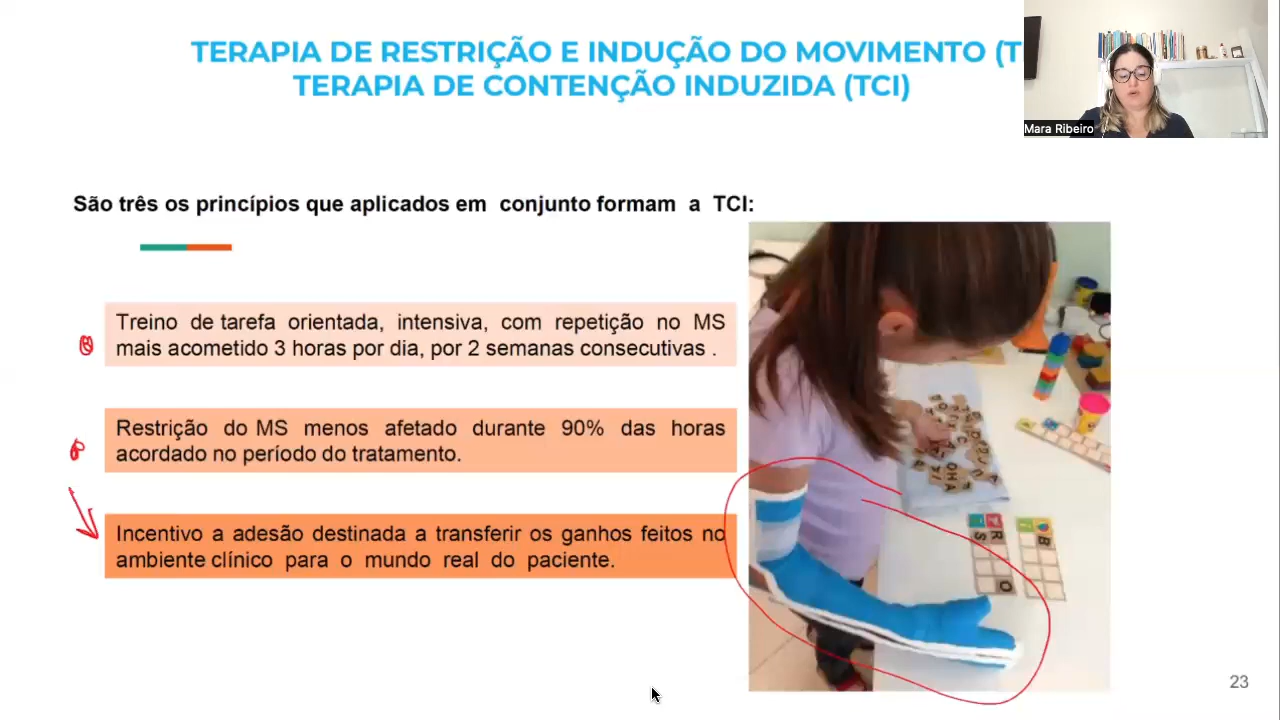 TERAPIA DE RESTRIÇÃO E INDUÇÃO DO MOVIMENTO (T
TERAPIA DE CONTENÇÃO INDUZIDA (TCI)
Mara Ribeiro
São três os princípios que aplicados em conjunto formam a TCI:
Treino de tarefa orientada, intensiva, com repetição no MS
mais acometido 3 horas por dia, por 2 semanas consecutivas .
Restrição do MS menos afetado durante 90% das horas
acordado no período do tratamento.
Incentivo a adesão destinada a transferir os ganhos feitos no
ambiente clínico para o mundo real do paciente.
23